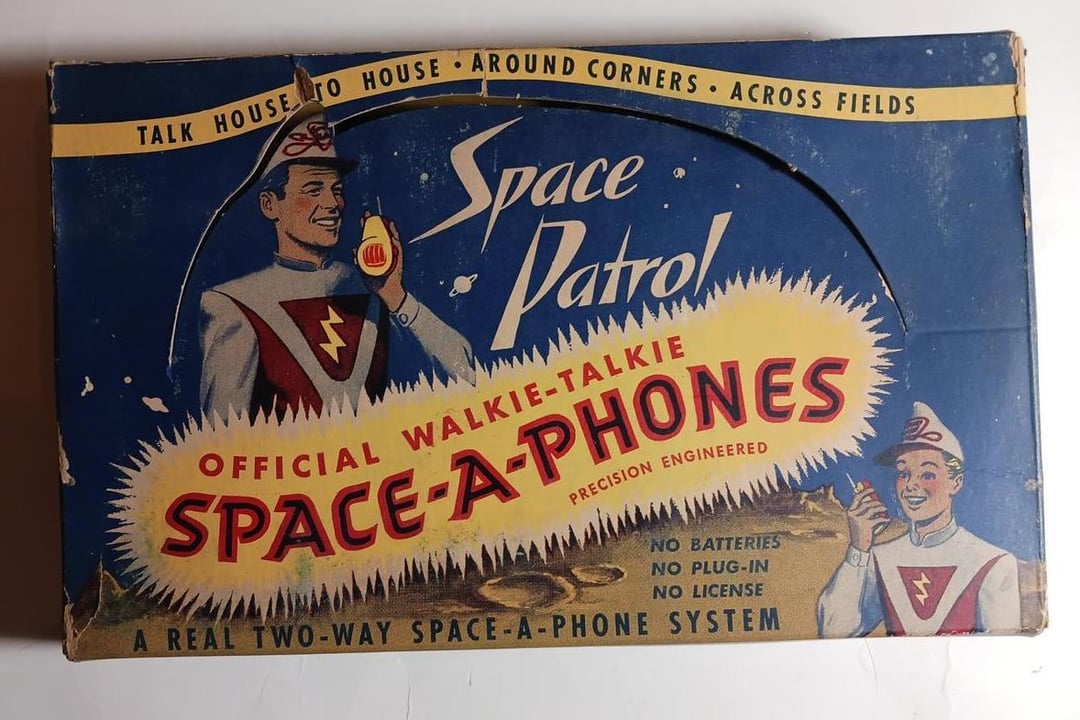 TALK HOUSE TO HOUSE • AROUND CORNERS • ACROSS FIELDS
Space
Patrol
OFFICIAL WALKIE-TALKIE
SPACE-A-PHONES
PRECISION ENGINEERED
NO BATTERIES
NO PLUG-IN
NO LICENSE
A REAL TWO-WAY SPACE-A-PHONE SYSTEM